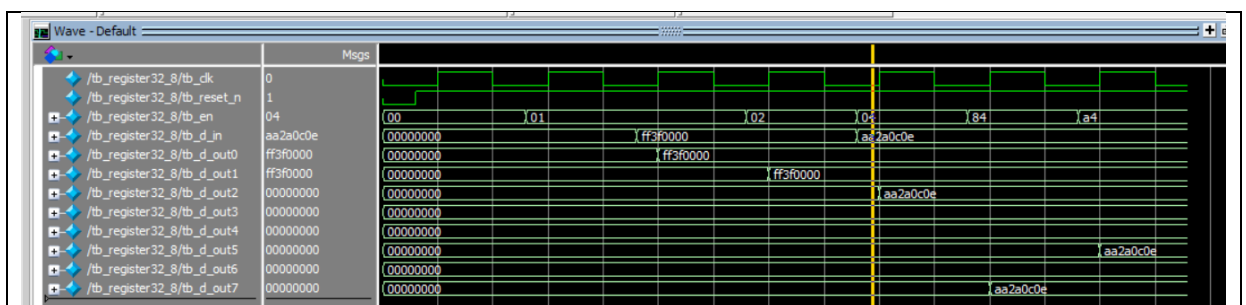 Wave - Default
Msgs
/tb_register32_8/tb_clk 0
/tb_register32_8/tb_reset_n 1
/tb_register32_8/tb_en 04 00 01 02 04 84 a4
/tb_register32_8/tb_d_in aa2a0c0e 00000000 ff3f0000 aa2a0c0e
/tb_register32_8/tb_d_out0 ff3f0000 00000000 ff3f0000
/tb_register32_8/tb_d_out1 ff3f0000 00000000 ff3f0000
/tb_register32_8/tb_d_out2 00000000 00000000 aa2a0c0e
/tb_register32_8/tb_d_out3 00000000 00000000
/tb_register32_8/tb_d_out4 00000000 00000000
/tb_register32_8/tb_d_out5 00000000 00000000 aa2a0c0e
/tb_register32_8/tb_d_out6 00000000 00000000
/tb_register32_8/tb_d_out7 00000000 00000000 aa2a0c0e